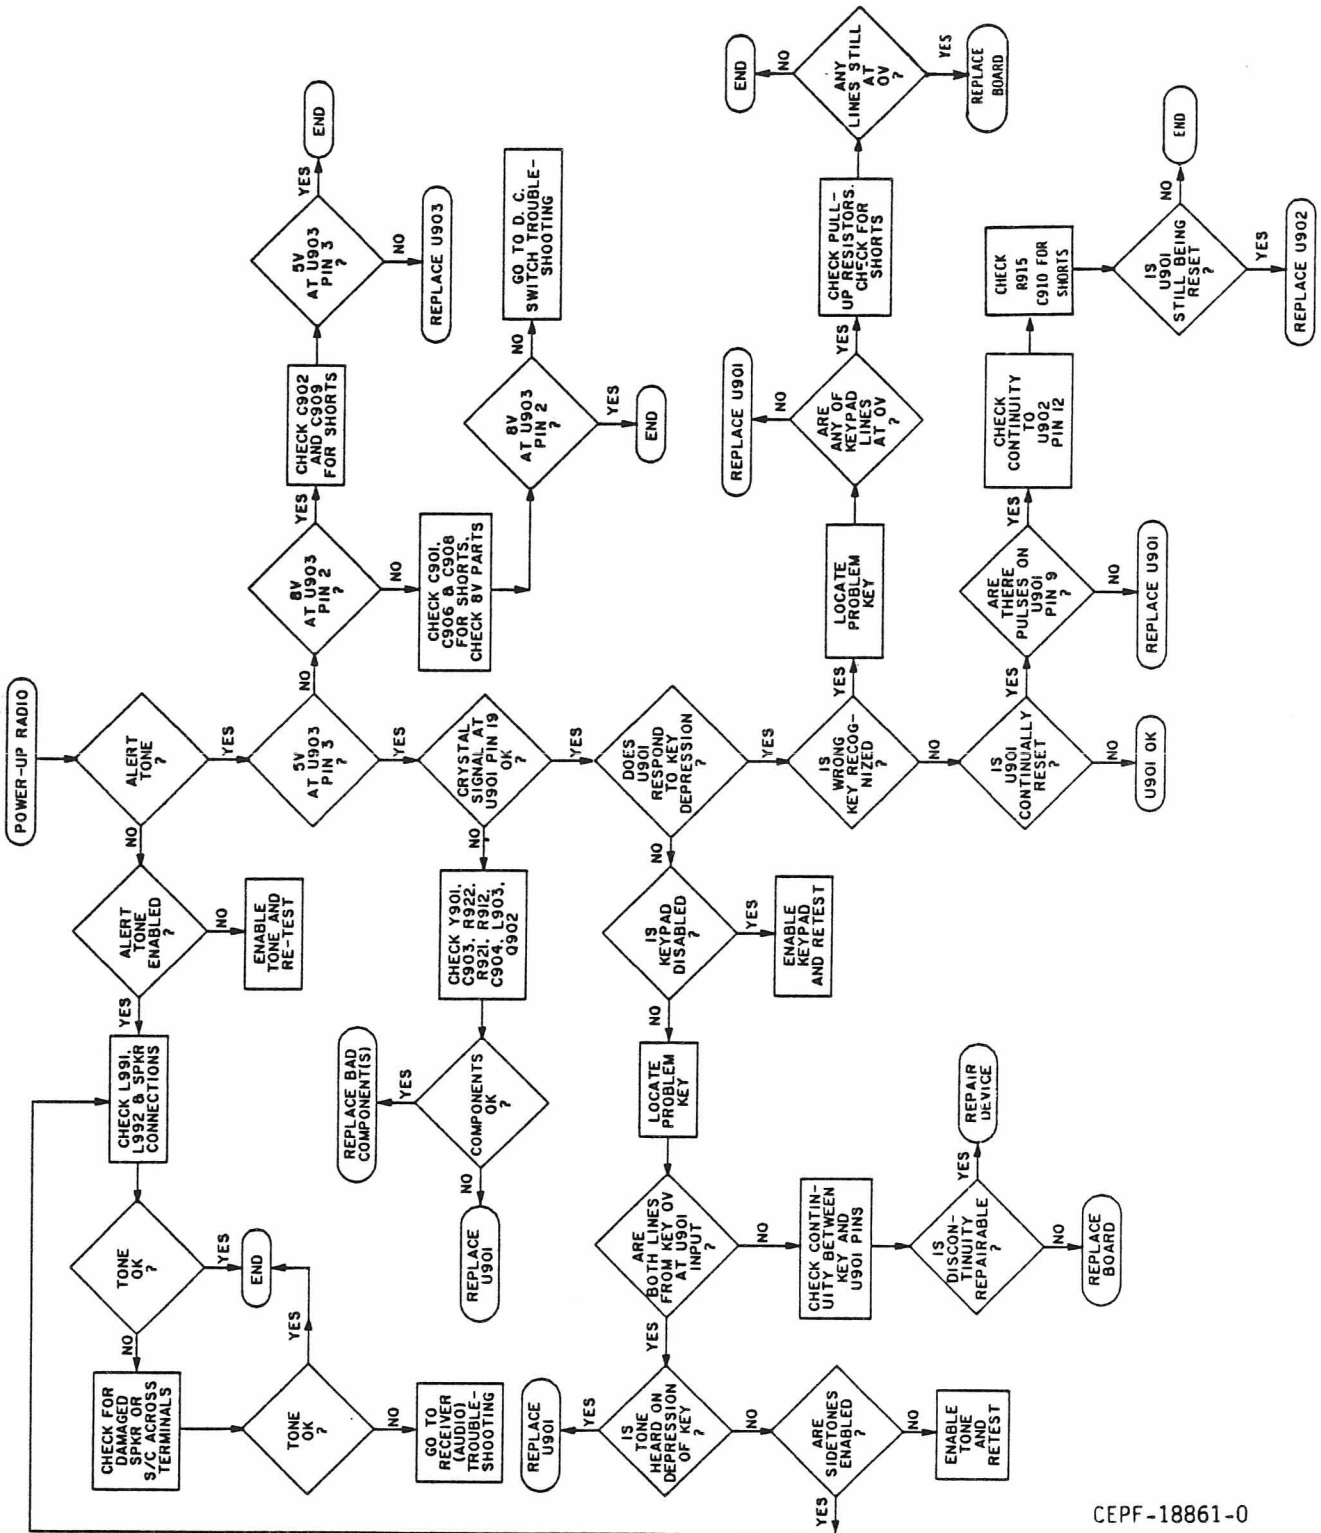 POWER-UP RADIO
ALERT
TONE
?
NO
ALERT
TONE
ENABLED
?
NO
ENABLE
TONE AND
RE-TEST
YES
CHECK L991,
L992 & SPKR
CONNECTIONS
TONE
OK
?
YES
END
NO
CHECK FOR
DAMAGED
SPKR OR
S/C ACROSS
TERMINALS
TONE
OK
?
YES
NO
GO TO
RECEIVER
(AUDIO)
TROUBLE-
SHOOTING
YES
5V
AT U903
PIN 3
?
NO
8V
AT U903
PIN 2
?
YES
CHECK C902
AND C909
FOR SHORTS
5V
AT U903
PIN 3
?
YES
END
NO
REPLACE U903
NO
CHECK C901,
C906 & C908
FOR SHORTS.
CHECK 8V PARTS
8V
AT U903
PIN 2
?
NO
GO TO D. C.
SWITCH TROUBLE-
SHOOTING
YES
END
YES
CRYSTAL
SIGNAL AT
U901 PIN 19
OK
?
NO
CHECK Y901,
C903, R922,
R921, R912,
C904, L903,
Q902
COMPONENTS
OK
?
YES
REPLACE BAD
COMPONENT(S)
NO
REPLACE
U901
YES
DOES
U901
RESPOND
TO KEY
DEPRESSION
?
NO
IS
KEYPAD
DISABLED
?
YES
ENABLE
KEYPAD
AND RETEST
NO
LOCATE
PROBLEM
KEY
ARE
BOTH LINES
FROM KEY 0V
AT U901
INPUT
?
NO
CHECK CONTIN-
UITY BETWEEN
KEY AND
U901 PINS
IS
DISCON-
TINUITY
REPAIRABLE
?
YES
REPAIR
DEVICE
NO
REPLACE
BOARD
YES
IS
TONE
HEARD ON
DEPRESSION
OF KEY
?
YES
REPLACE
U901
NO
ARE
SIDETONES
ENABLED
?
NO
ENABLE
TONE
AND
RETEST
YES
YES
IS
WRONG
KEY RECOG-
NIZED
?
YES
LOCATE
PROBLEM
KEY
ARE
ANY OF
KEYPAD
LINES
AT 0V
?
NO
REPLACE U901
YES
CHECK PULL-
UP RESISTORS.
CHECK FOR
SHORTS
ANY
LINES STILL
AT
0V
?
NO
END
YES
REPLACE
BOARD
NO
IS
U901
CONTINUALLY
RESET
?
NO
U901 OK
YES
ARE
THERE
PULSES ON
U901
PIN 9
?
NO
REPLACE U901
YES
CHECK
CONTINUITY
TO
U902
PIN 12
CHECK
R915
C910 FOR
SHORTS
IS
U901
STILL BEING
RESET
?
NO
END
YES
REPLACE U902
CEPF-18861-0